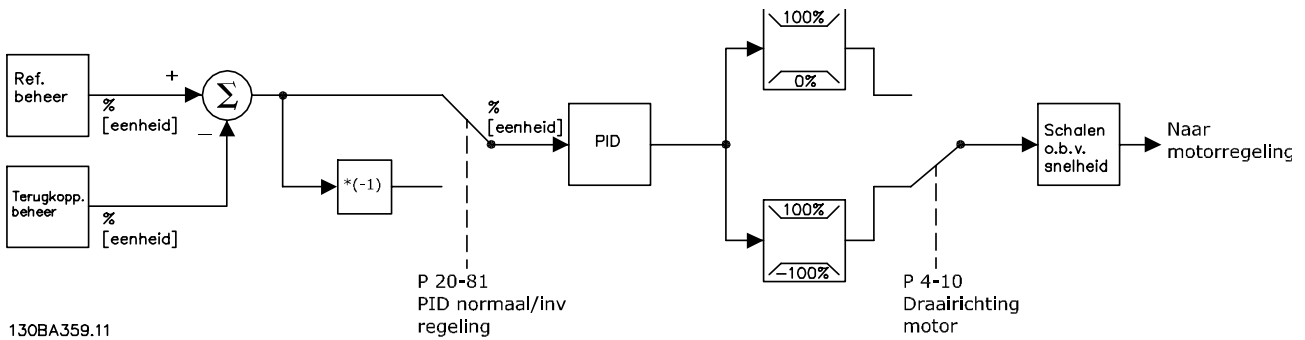 Ref.
beheer
+
%
[eenheid]
Σ
–
Terugkopp.
beheer
%
[eenheid]
*(-1)
P 20-81
PID normaal/inv
regeling
%
[eenheid]
PID
100%
0%
100%
-100%
P 4-10
Draairichting
motor
Schalen
o.b.v.
snelheid
Naar
motorregeling
130BA359.11